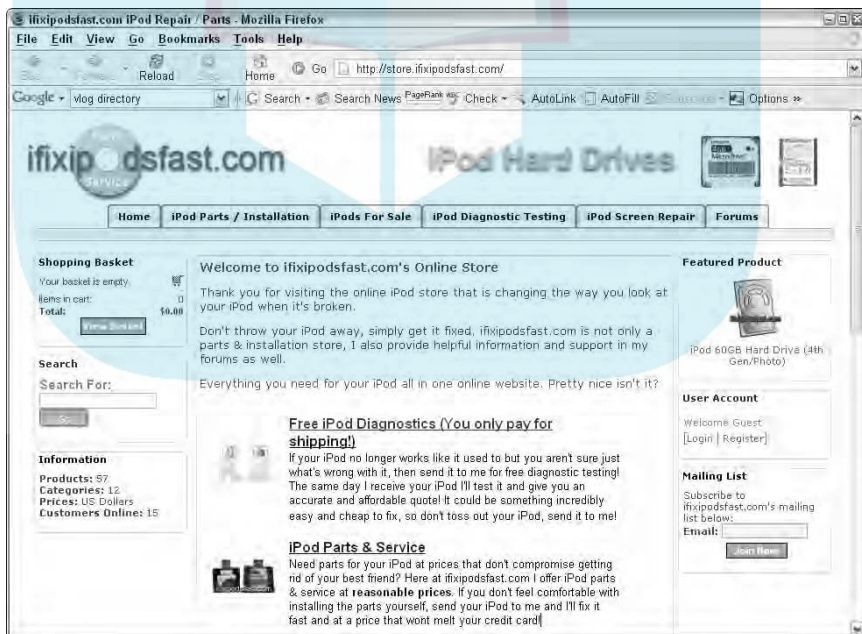 ifixipodsfast.com iPod Repair / Parts - Mozilla Firefox
File Edit View Go Bookmarks Tools Help
Reload Home Go http://store.ifixipodsfast.com/
Google vlog directory Search Search News PageRank Check AutoLink AutoFill Options »
ifixipodsfast.com
Service
iPod Hard Drives
Home iPod Parts / Installation iPods For Sale iPod Diagnostic Testing iPod Screen Repair Forums
Shopping Basket
Your basket is empty.
Items in cart: 0
Total: $0.00
Search
Search For:
Information
Products: 57
Categories: 12
Prices: US Dollars
Customers Online: 15
Welcome to ifixipodsfast.com's Online Store
Thank you for visiting the online iPod store that is changing the way you look at
your iPod when it's broken.
Don't throw your iPod away, simply get it fixed. ifixipodsfast.com is not only a
parts & installation store, I also provide helpful information and support in my
forums as well.
Everything you need for your iPod all in one online website. Pretty nice isn't it?
Free iPod Diagnostics (You only pay for
shipping!)
If your iPod no longer works like it used to but you aren't sure just
what's wrong with it, then send it to me for free diagnostic testing!
The same day I receive your iPod I'll test it and give you an
accurate and affordable quote! It could be something incredibly
easy and cheap to fix, so don't toss out your iPod, send it to me!
iPod Parts & Service
Need parts for your iPod at prices that don't compromise getting
rid of your best friend? Here at ifixipodsfast.com I offer iPod parts
& service at reasonable prices. If you don't feel comfortable with
installing the parts yourself, send your iPod to me and I'll fix it
fast and at a price that wont melt your credit card!
Featured Product
iPod 60GB Hard Drive (4th
Gen/Photo)
User Account
Welcome Guest
[Login | Register]
Mailing List
Subscribe to
ifixipodsfast.com's mailing
list below:
Email:
Join Now